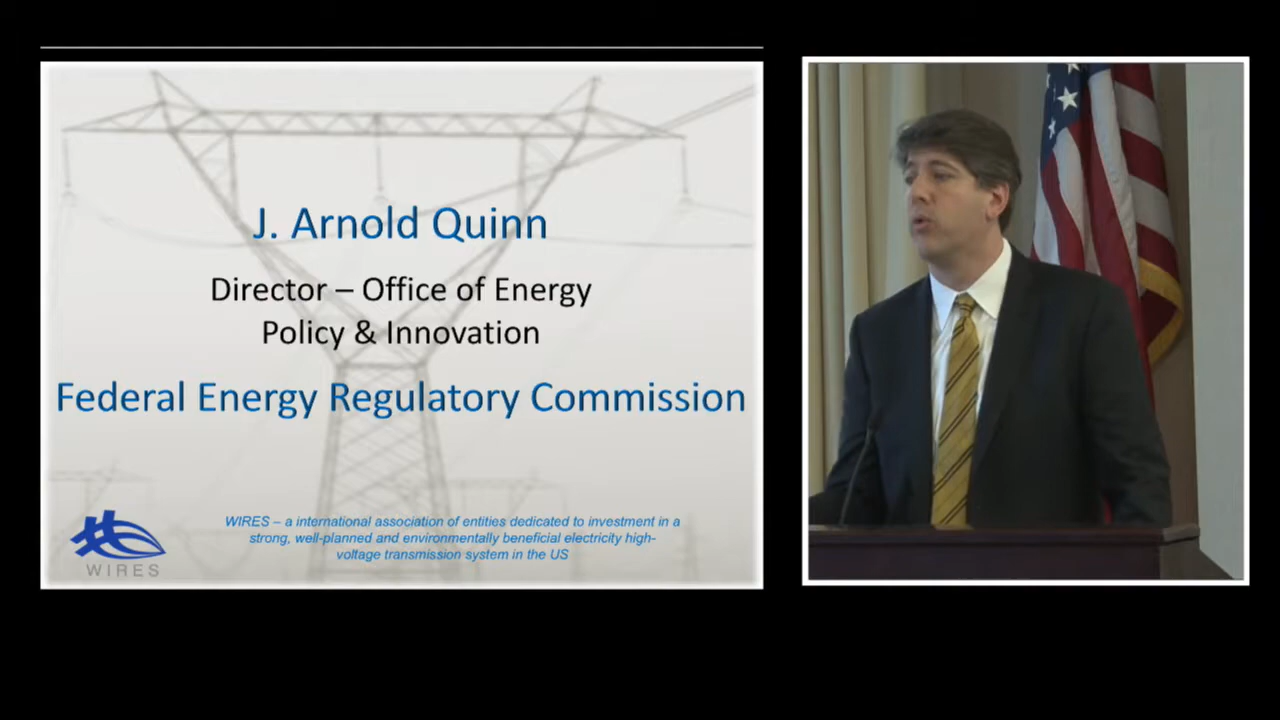 J. Arnold Quinn
Director – Office of Energy
Policy & Innovation
Federal Energy Regulatory Commission
WIRES – a international association of entities dedicated to investment in a
strong, well-planned and environmentally beneficial electricity high-
voltage transmission system in the US
WIRES